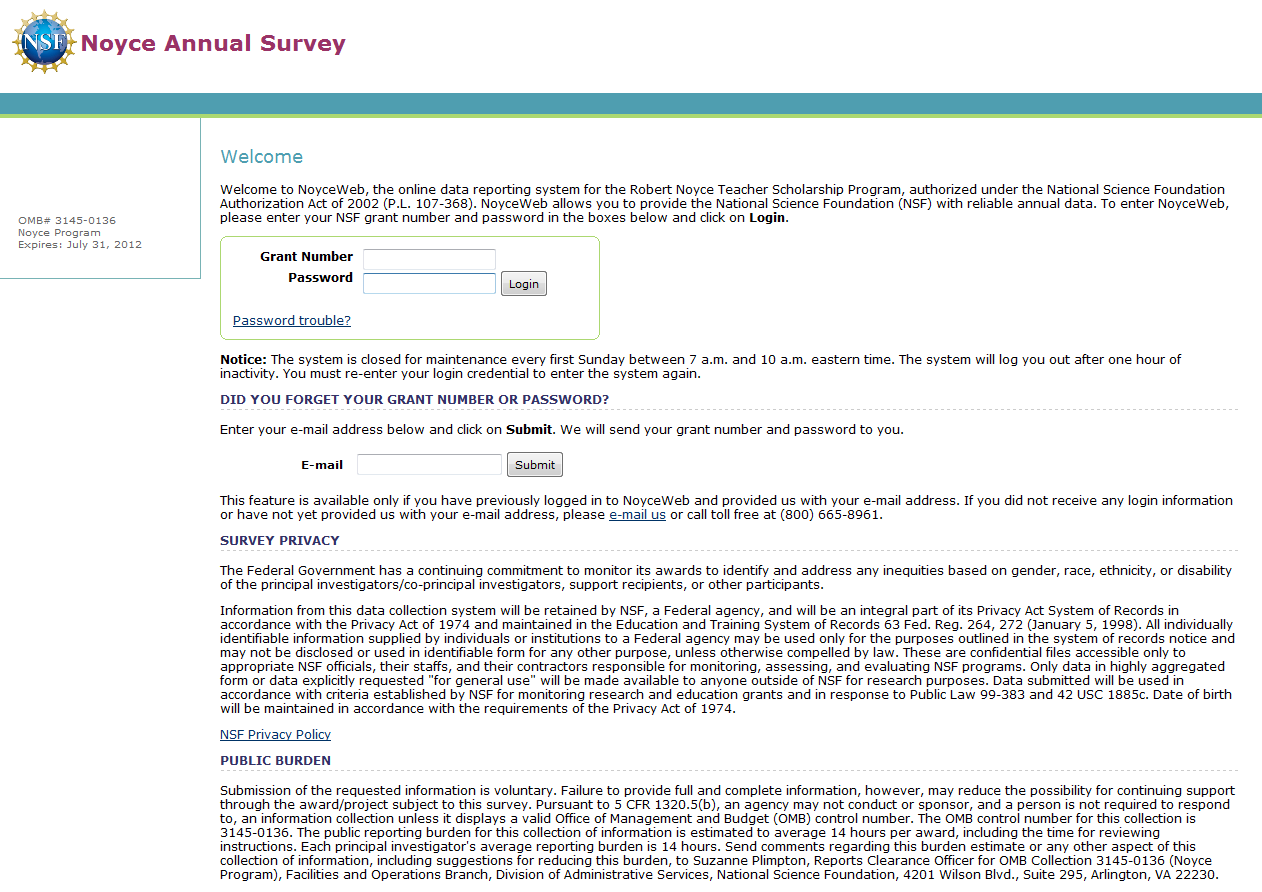 NSF Noyce Annual Survey
OMB# 3145-0136
Noyce Program
Expires: July 31, 2012
Welcome
Welcome to NoyceWeb, the online data reporting system for the Robert Noyce Teacher Scholarship Program, authorized under the National Science Foundation
Authorization Act of 2002 (P.L. 107-368). NoyceWeb allows you to provide the National Science Foundation (NSF) with reliable annual data. To enter NoyceWeb,
please enter your NSF grant number and password in the boxes below and click on Login.
Grant Number
Password Login
Password trouble?
Notice: The system is closed for maintenance every first Sunday between 7 a.m. and 10 a.m. eastern time. The system will log you out after one hour of
inactivity. You must re-enter your login credential to enter the system again.
DID YOU FORGET YOUR GRANT NUMBER OR PASSWORD?
Enter your e-mail address below and click on Submit. We will send your grant number and password to you.
E-mail Submit
This feature is available only if you have previously logged in to NoyceWeb and provided us with your e-mail address. If you did not receive any login information
or have not yet provided us with your e-mail address, please e-mail us or call toll free at (800) 665-8961.
SURVEY PRIVACY
The Federal Government has a continuing commitment to monitor its awards to identify and address any inequities based on gender, race, ethnicity, or disability
of the principal investigators/co-principal investigators, support recipients, or other participants.
Information from this data collection system will be retained by NSF, a Federal agency, and will be an integral part of its Privacy Act System of Records in
accordance with the Privacy Act of 1974 and maintained in the Education and Training System of Records 63 Fed. Reg. 264, 272 (January 5, 1998). All individually
identifiable information supplied by individuals or institutions to a Federal agency may be used only for the purposes outlined in the system of records notice and
may not be disclosed or used in identifiable form for any other purpose, unless otherwise compelled by law. These are confidential files accessible only to
appropriate NSF officials, their staffs, and their contractors responsible for monitoring, assessing, and evaluating NSF programs. Only data in highly aggregated
form or data explicitly requested "for general use" will be made available to anyone outside of NSF for research purposes. Data submitted will be used in
accordance with criteria established by NSF for monitoring research and education grants and in response to Public Law 99-383 and 42 USC 1885c. Date of birth
will be maintained in accordance with the requirements of the Privacy Act of 1974.
NSF Privacy Policy
PUBLIC BURDEN
Submission of the requested information is voluntary. Failure to provide full and complete information, however, may reduce the possibility for continuing support
through the award/project subject to this survey. Pursuant to 5 CFR 1320.5(b), an agency may not conduct or sponsor, and a person is not required to respond
to, an information collection unless it displays a valid Office of Management and Budget (OMB) control number. The OMB control number for this collection is
3145-0136. The public reporting burden for this collection of information is estimated to average 14 hours per award, including the time for reviewing
instructions. Each principal investigator's average reporting burden is 14 hours. Send comments regarding this burden estimate or any other aspect of this
collection of information, including suggestions for reducing this burden, to Suzanne Plimpton, Reports Clearance Officer for OMB Collection 3145-0136 (Noyce
Program), Facilities and Operations Branch, Division of Administrative Services, National Science Foundation, 4201 Wilson Blvd., Suite 295, Arlington, VA 22230.